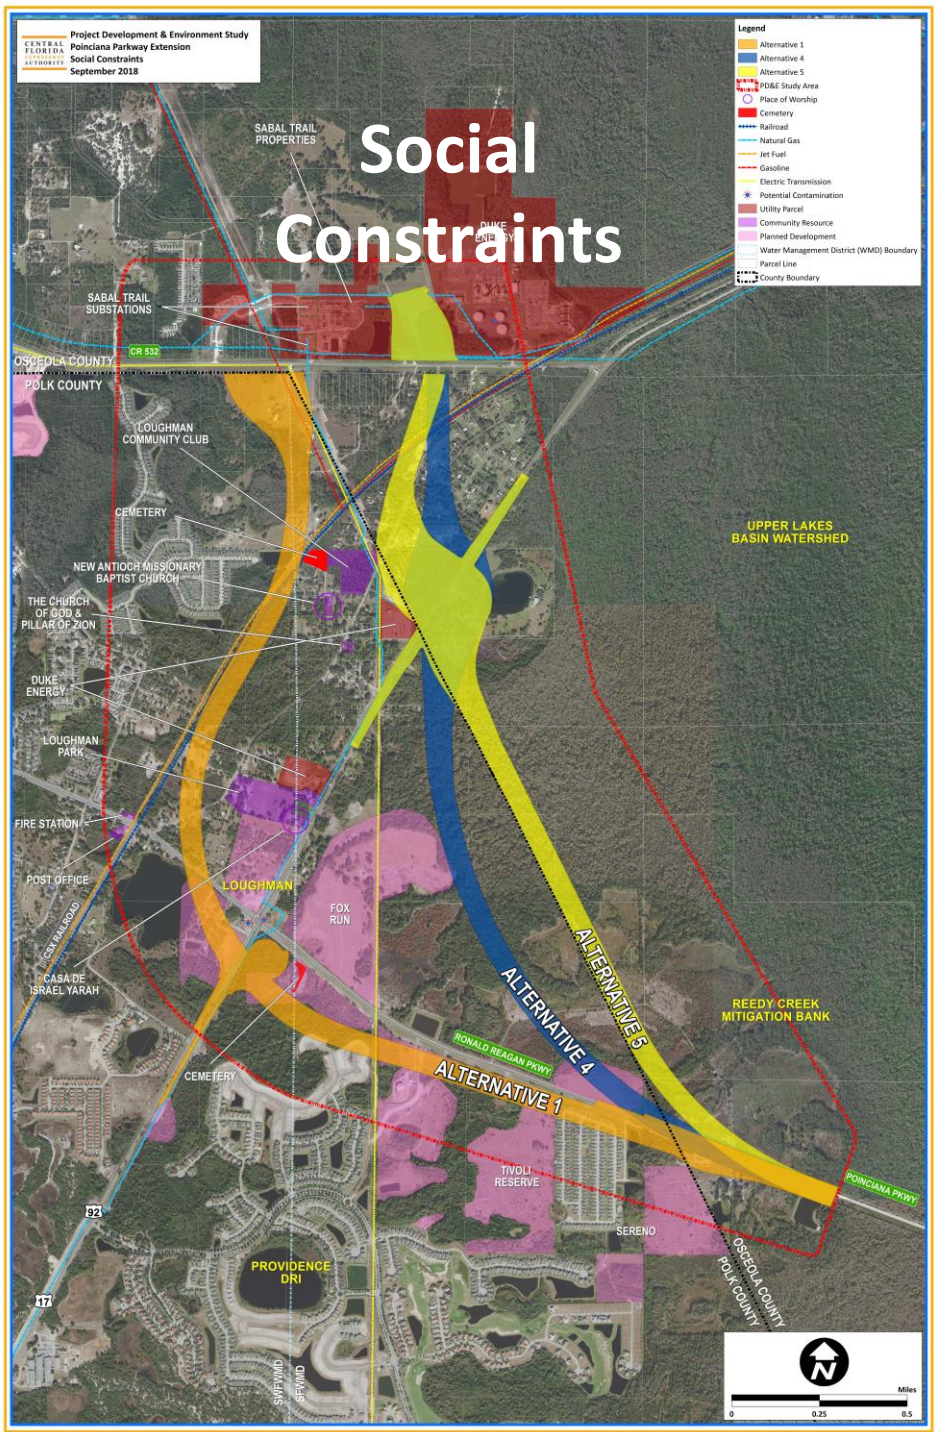 CENTRAL
FLORIDA
EXPRESSWAY
AUTHORITY
Project Development & Environment Study
Poinciana Parkway Extension
Social Constraints
September 2018
Social
Constraints
Legend
Alternative 1
Alternative 4
Alternative 5
PD&E Study Area
Place of Worship
Cemetery
Railroad
Natural Gas
Jet Fuel
Gasoline
Electric Transmission
Potential Contamination
Utility Parcel
Community Resource
Planned Development
Water Management District (WMD) Boundary
Parcel Line
County Boundary
SABAL TRAIL
PROPERTIES
DUKE
ENERGY
SABAL TRAIL
SUBSTATIONS
CR 532
OSCEOLA COUNTY
POLK COUNTY
LOUGHMAN
COMMUNITY CLUB
CEMETERY
NEW ANTIOCH MISSIONARY
BAPTIST CHURCH
THE CHURCH
OF GOD &
PILLAR OF ZION
DUKE
ENERGY
LOUGHMAN
PARK
FIRE STATION
POST OFFICE
CSX RAILROAD
CASA DE
ISRAEL YARAH
LOUGHMAN
FOX
RUN
CEMETERY
UPPER LAKES
BASIN WATERSHED
REEDY CREEK
MITIGATION BANK
ALTERNATIVE 5
ALTERNATIVE 4
ALTERNATIVE 1
RONALD REAGAN PKWY
POINCIANA PKWY
TIVOLI
RESERVE
SERENO
OSCEOLA COUNTY
POLK COUNTY
PROVIDENCE
DRI
92
17
SWFWMD
SFWMD
N
Miles
0 0.25 0.5